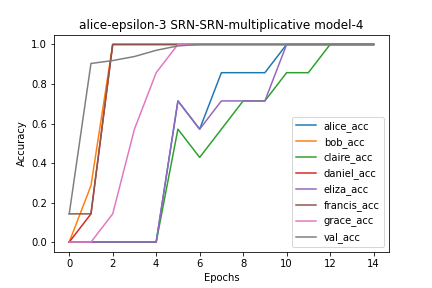 alice-epsilon-3 SRN-SRN-multiplicative model-4
1.0
0.8
0.6
0.4
0.2
0.0
Accuracy
alice_acc
bob_acc
claire_acc
daniel_acc
eliza_acc
francis_acc
grace_acc
val_acc
0 2 4 6 8 10 12 14
Epochs